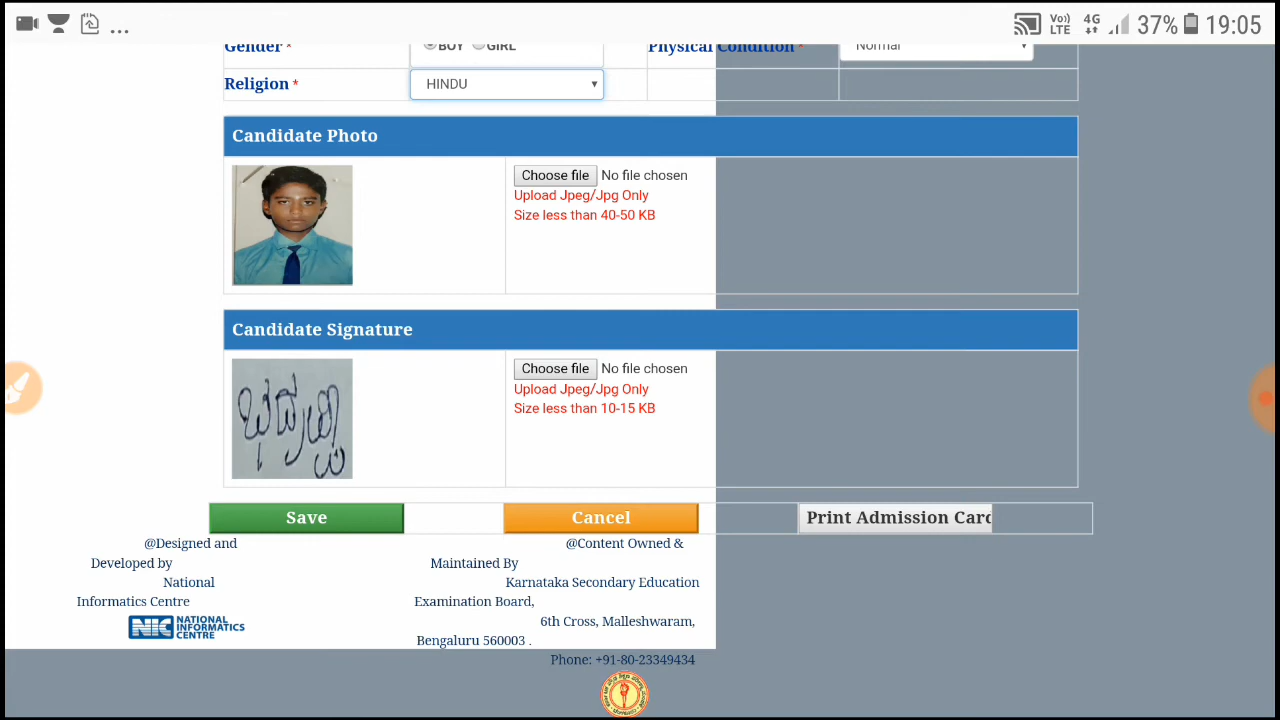 ... Vo)) LTE 4G 37% 19:05
Gender * BOY GIRL Physical Condition * Normal
Religion * HINDU
Candidate Photo
Choose file No file chosen
Upload Jpeg/Jpg Only
Size less than 40-50 KB
Candidate Signature
Choose file No file chosen
Upload Jpeg/Jpg Only
Size less than 10-15 KB
Save Cancel Print Admission Card
@Designed and
Developed by
National
Informatics Centre
NIC NATIONAL
INFORMATICS
CENTRE
@Content Owned &
Maintained By
Karnataka Secondary Education
Examination Board,
6th Cross, Malleshwaram,
Bengaluru 560003 .
Phone: +91-80-23349434